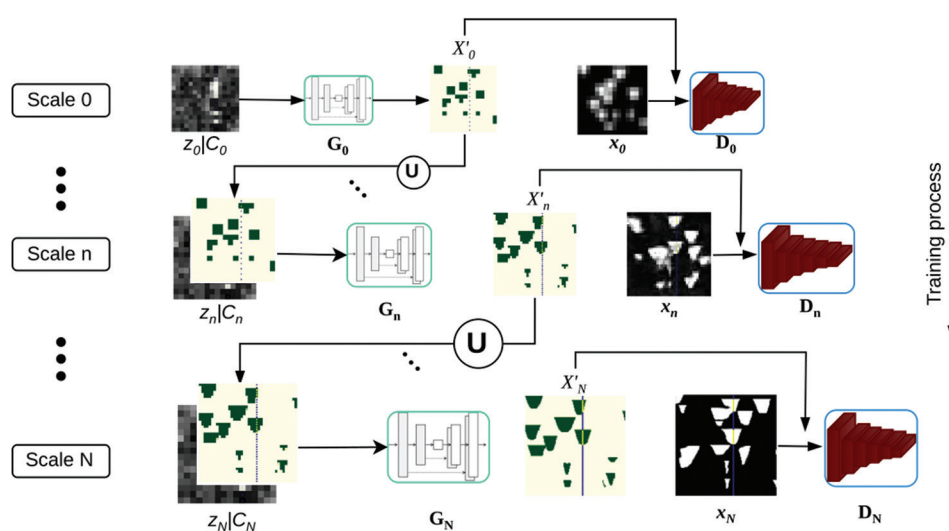 X'0
Scale 0
z0|C0
G0
x0
D0
U
X'n
Scale n
zn|Cn
Gn
xn
Dn
Training process
U
X'N
Scale N
zN|CN
GN
xN
DN